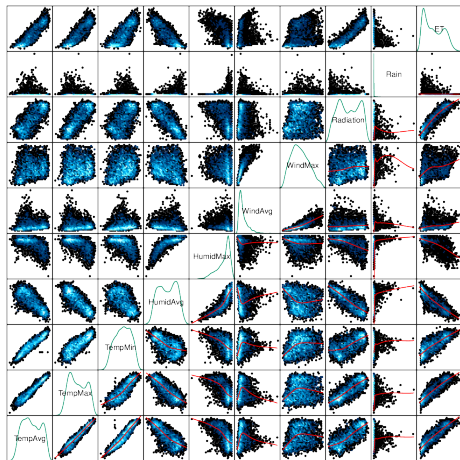 ET
Rain
Radiation
WindMax
WindAvg
HumidMax
HumidAvg
TempMin
TempMax
TempAvg